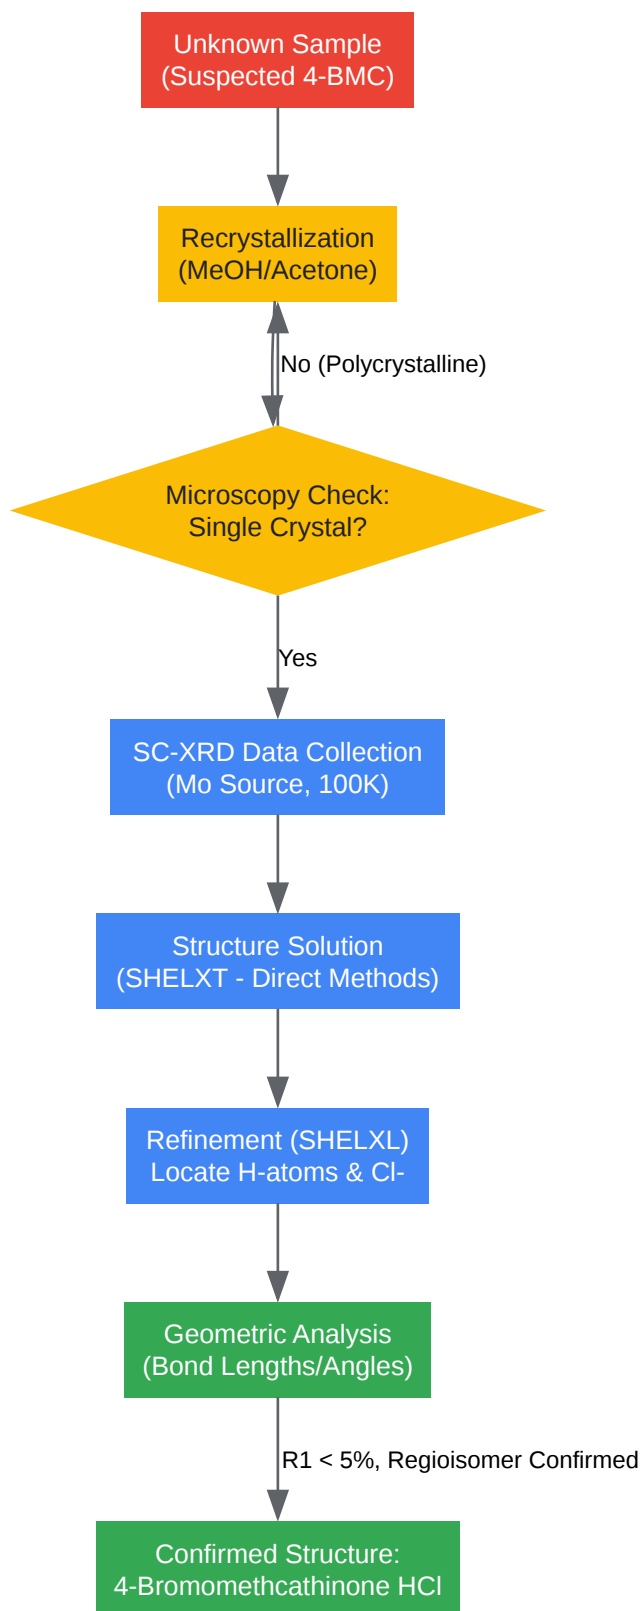 Unknown Sample
(Suspected 4-BMC)
Recrystallization
(MeOH/Acetone)
No (Polycrystalline)
Microscopy Check:
Single Crystal?
Yes
SC-XRD Data Collection
(Mo Source, 100K)
Structure Solution
(SHELXT - Direct Methods)
Refinement (SHELXL)
Locate H-atoms & Cl-
Geometric Analysis
(Bond Lengths/Angles)
R1 < 5%, Regioisomer Confirmed
Confirmed Structure:
4-Bromomethcathinone HCl